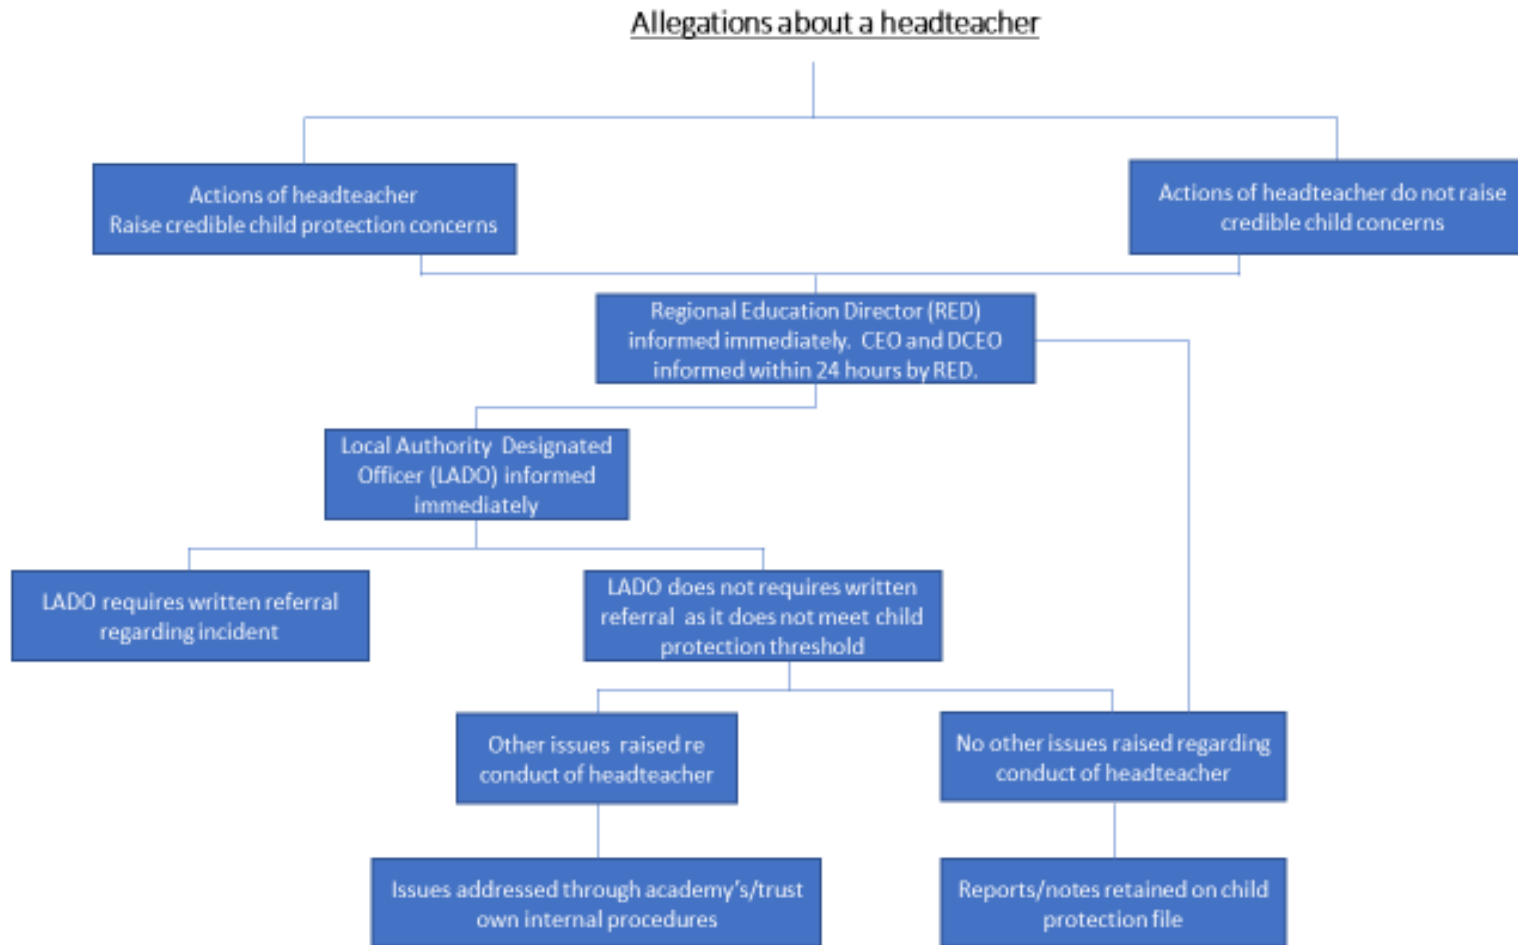 Allegations about a headteacher
Actions of headteacher
Raise credible child protection concerns
Actions of headteacher do not raise
credible child concerns
Regional Education Director (RED)
informed immediately.  CEO and DCEO
informed within 24 hours by RED.
Local Authority  Designated
Officer (LADO) informed
immediately
LADO requires written referral
regarding incident
LADO does not requires written
referral  as it does not meet child
protection threshold
Other issues  raised re
conduct of headteacher
No other issues raised regarding
conduct of headteacher
Issues addressed through academy's/trust
own internal procedures
Reports/notes retained on child
protection file